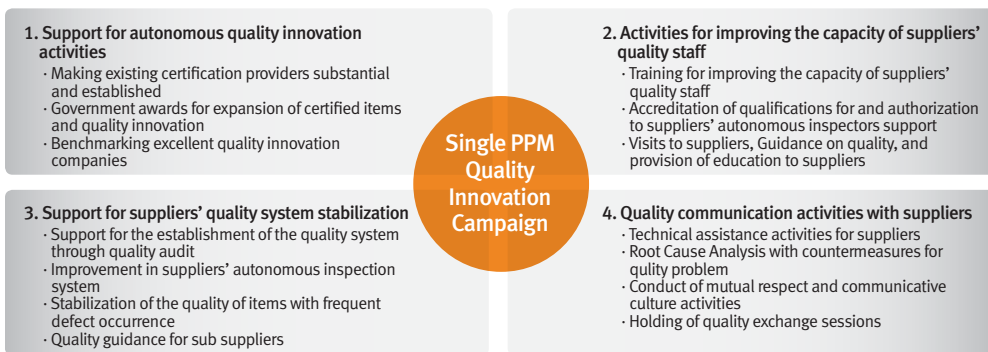 1. Support for autonomous quality innovation
activities
· Making existing certification providers substantial
and established
· Government awards for expansion of certified items
and quality innovation
· Benchmarking excellent quality innovation
companies
2. Activities for improving the capacity of suppliers'
quality staff
· Training for improving the capacity of suppliers'
quality staff
· Accreditation of qualifications for and authorization
to suppliers' autonomous inspectors support
· Visits to suppliers, Guidance on quality, and
provision of education to suppliers
Single PPM
Quality
Innovation
Campaign
3. Support for suppliers' quality system stabilization
· Support for the establishment of the quality system
through quality audit
· Improvement in suppliers' autonomous inspection
system
· Stabilization of the quality of items with frequent
defect occurrence
· Quality guidance for sub suppliers
4. Quality communication activities with suppliers
· Technical assistance activities for suppliers
· Root Cause Analysis with countermeasures for
qulity problem
· Conduct of mutual respect and communicative
culture activities
· Holding of quality exchange sessions